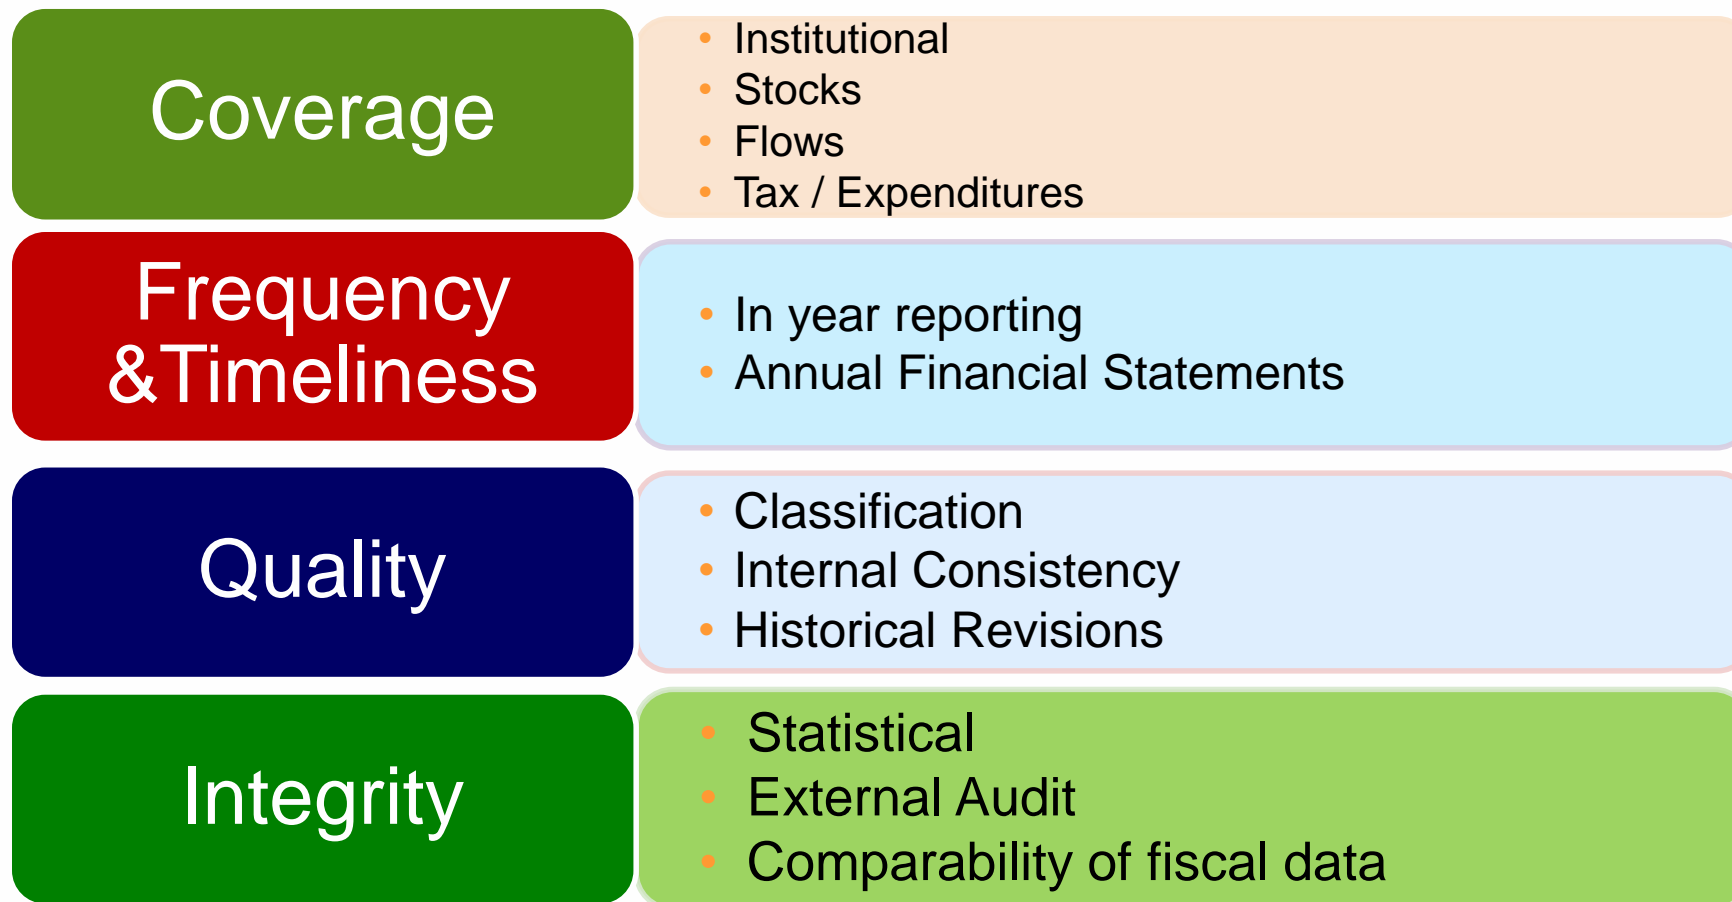 Coverage
• Institutional
• Stocks
• Flows
• Tax / Expenditures
Frequency
&Timeliness
• In year reporting
• Annual Financial Statements
Quality
• Classification
• Internal Consistency
• Historical Revisions
Integrity
• Statistical
• External Audit
• Comparability of fiscal data